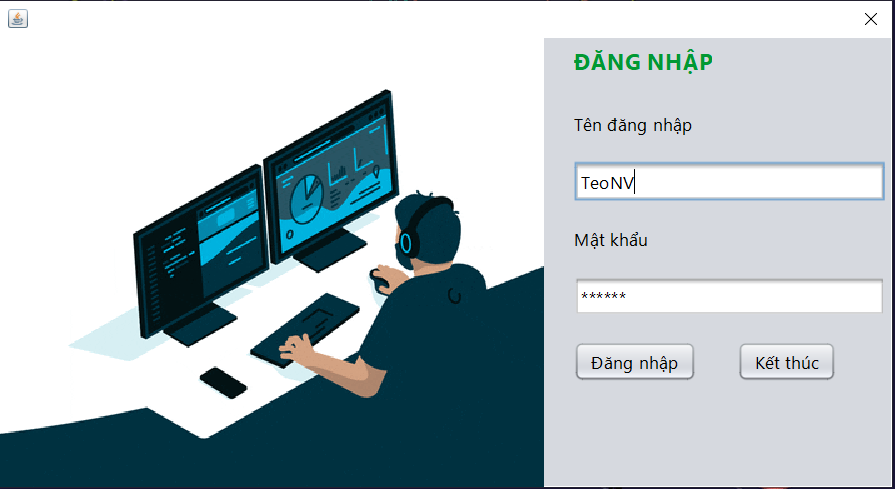 ĐĂNG NHẬP
Tên đăng nhập
TeoNV
Mật khẩu
******
Đăng nhập
Kết thúc